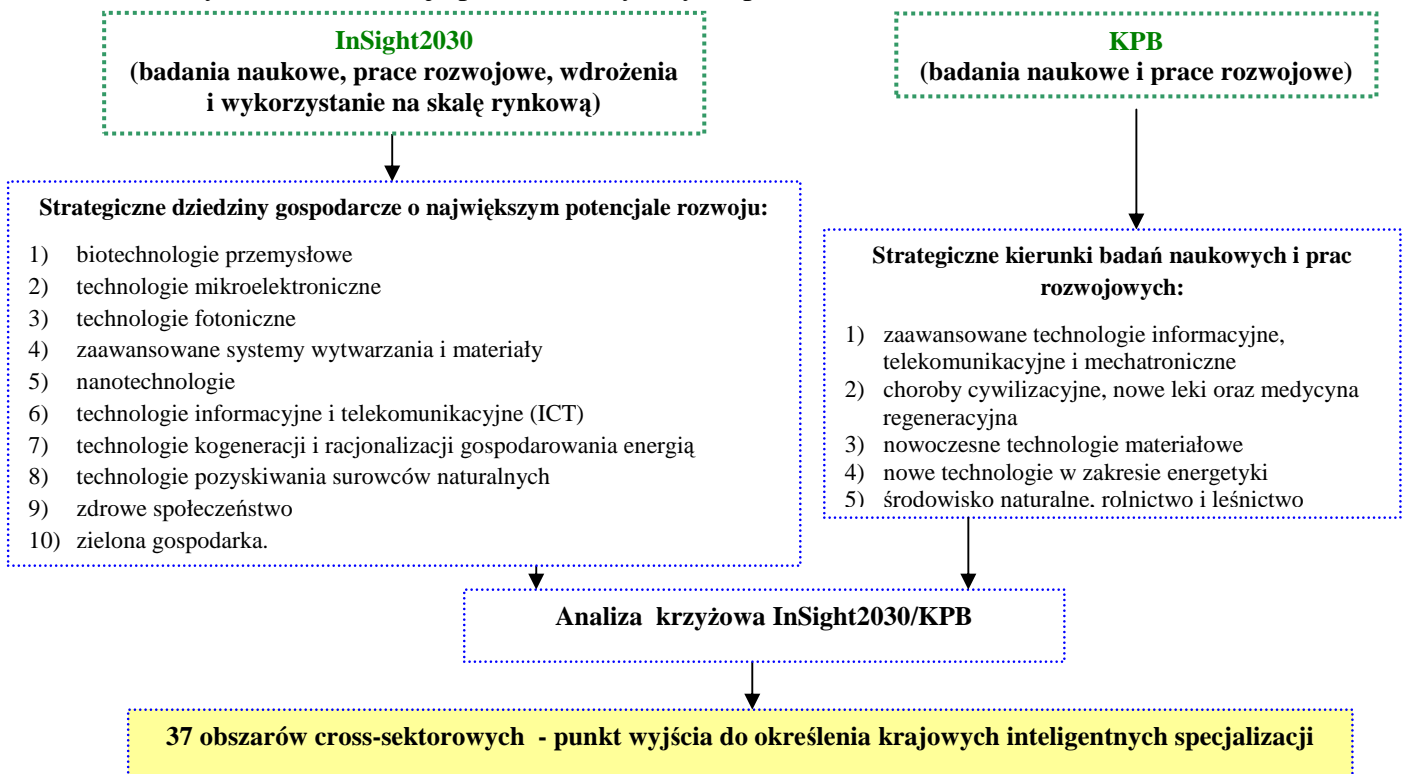 InSight2030
(badania naukowe, prace rozwojowe, wdrożenia
i wykorzystanie na skalę rynkową)
KPB
(badania naukowe i prace rozwojowe)
Strategiczne dziedziny gospodarcze o największym potencjale rozwoju:
1) biotechnologie przemysłowe
2) technologie mikroelektroniczne
3) technologie fotoniczne
4) zaawansowane systemy wytwarzania i materiały
5) nanotechnologie
6) technologie informacyjne i telekomunikacyjne (ICT)
7) technologie kogeneracji i racjonalizacji gospodarowania energią
8) technologie pozyskiwania surowców naturalnych
9) zdrowe społeczeństwo
10) zielona gospodarka.
Strategiczne kierunki badań naukowych i prac
rozwojowych:
1) zaawansowane technologie informacyjne,
telekomunikacyjne i mechatroniczne
2) choroby cywilizacyjne, nowe leki oraz medycyna
regeneracyjna
3) nowoczesne technologie materiałowe
4) nowe technologie w zakresie energetyki
5) środowisko naturalne, rolnictwo i leśnictwo
Analiza krzyżowa InSight2030/KPB
37 obszarów cross-sektorowych - punkt wyjścia do określenia krajowych inteligentnych specjalizacji